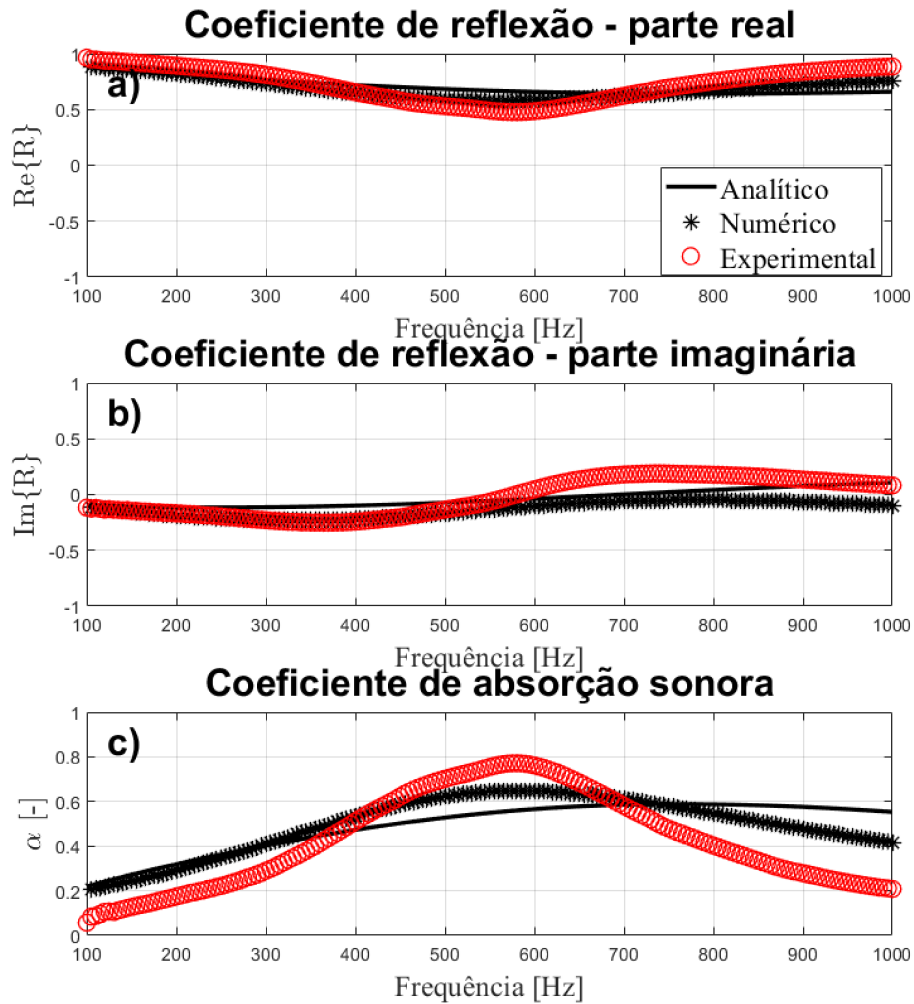 Coeficiente de reflexão - parte real
1
0.5
0
-0.5
-1
Re{R}
a)
Analítico
Numérico
Experimental
100 200 300 400 500 600 700 800 900 1000
Frequência [Hz]
Coeficiente de reflexão - parte imaginária
1
0.5
0
-0.5
-1
Im{R}
b)
100 200 300 400 500 600 700 800 900 1000
Frequência [Hz]
Coeficiente de absorção sonora
1
0.8
0.6
0.4
0.2
0
α [-]
c)
100 200 300 400 500 600 700 800 900 1000
Frequência [Hz]